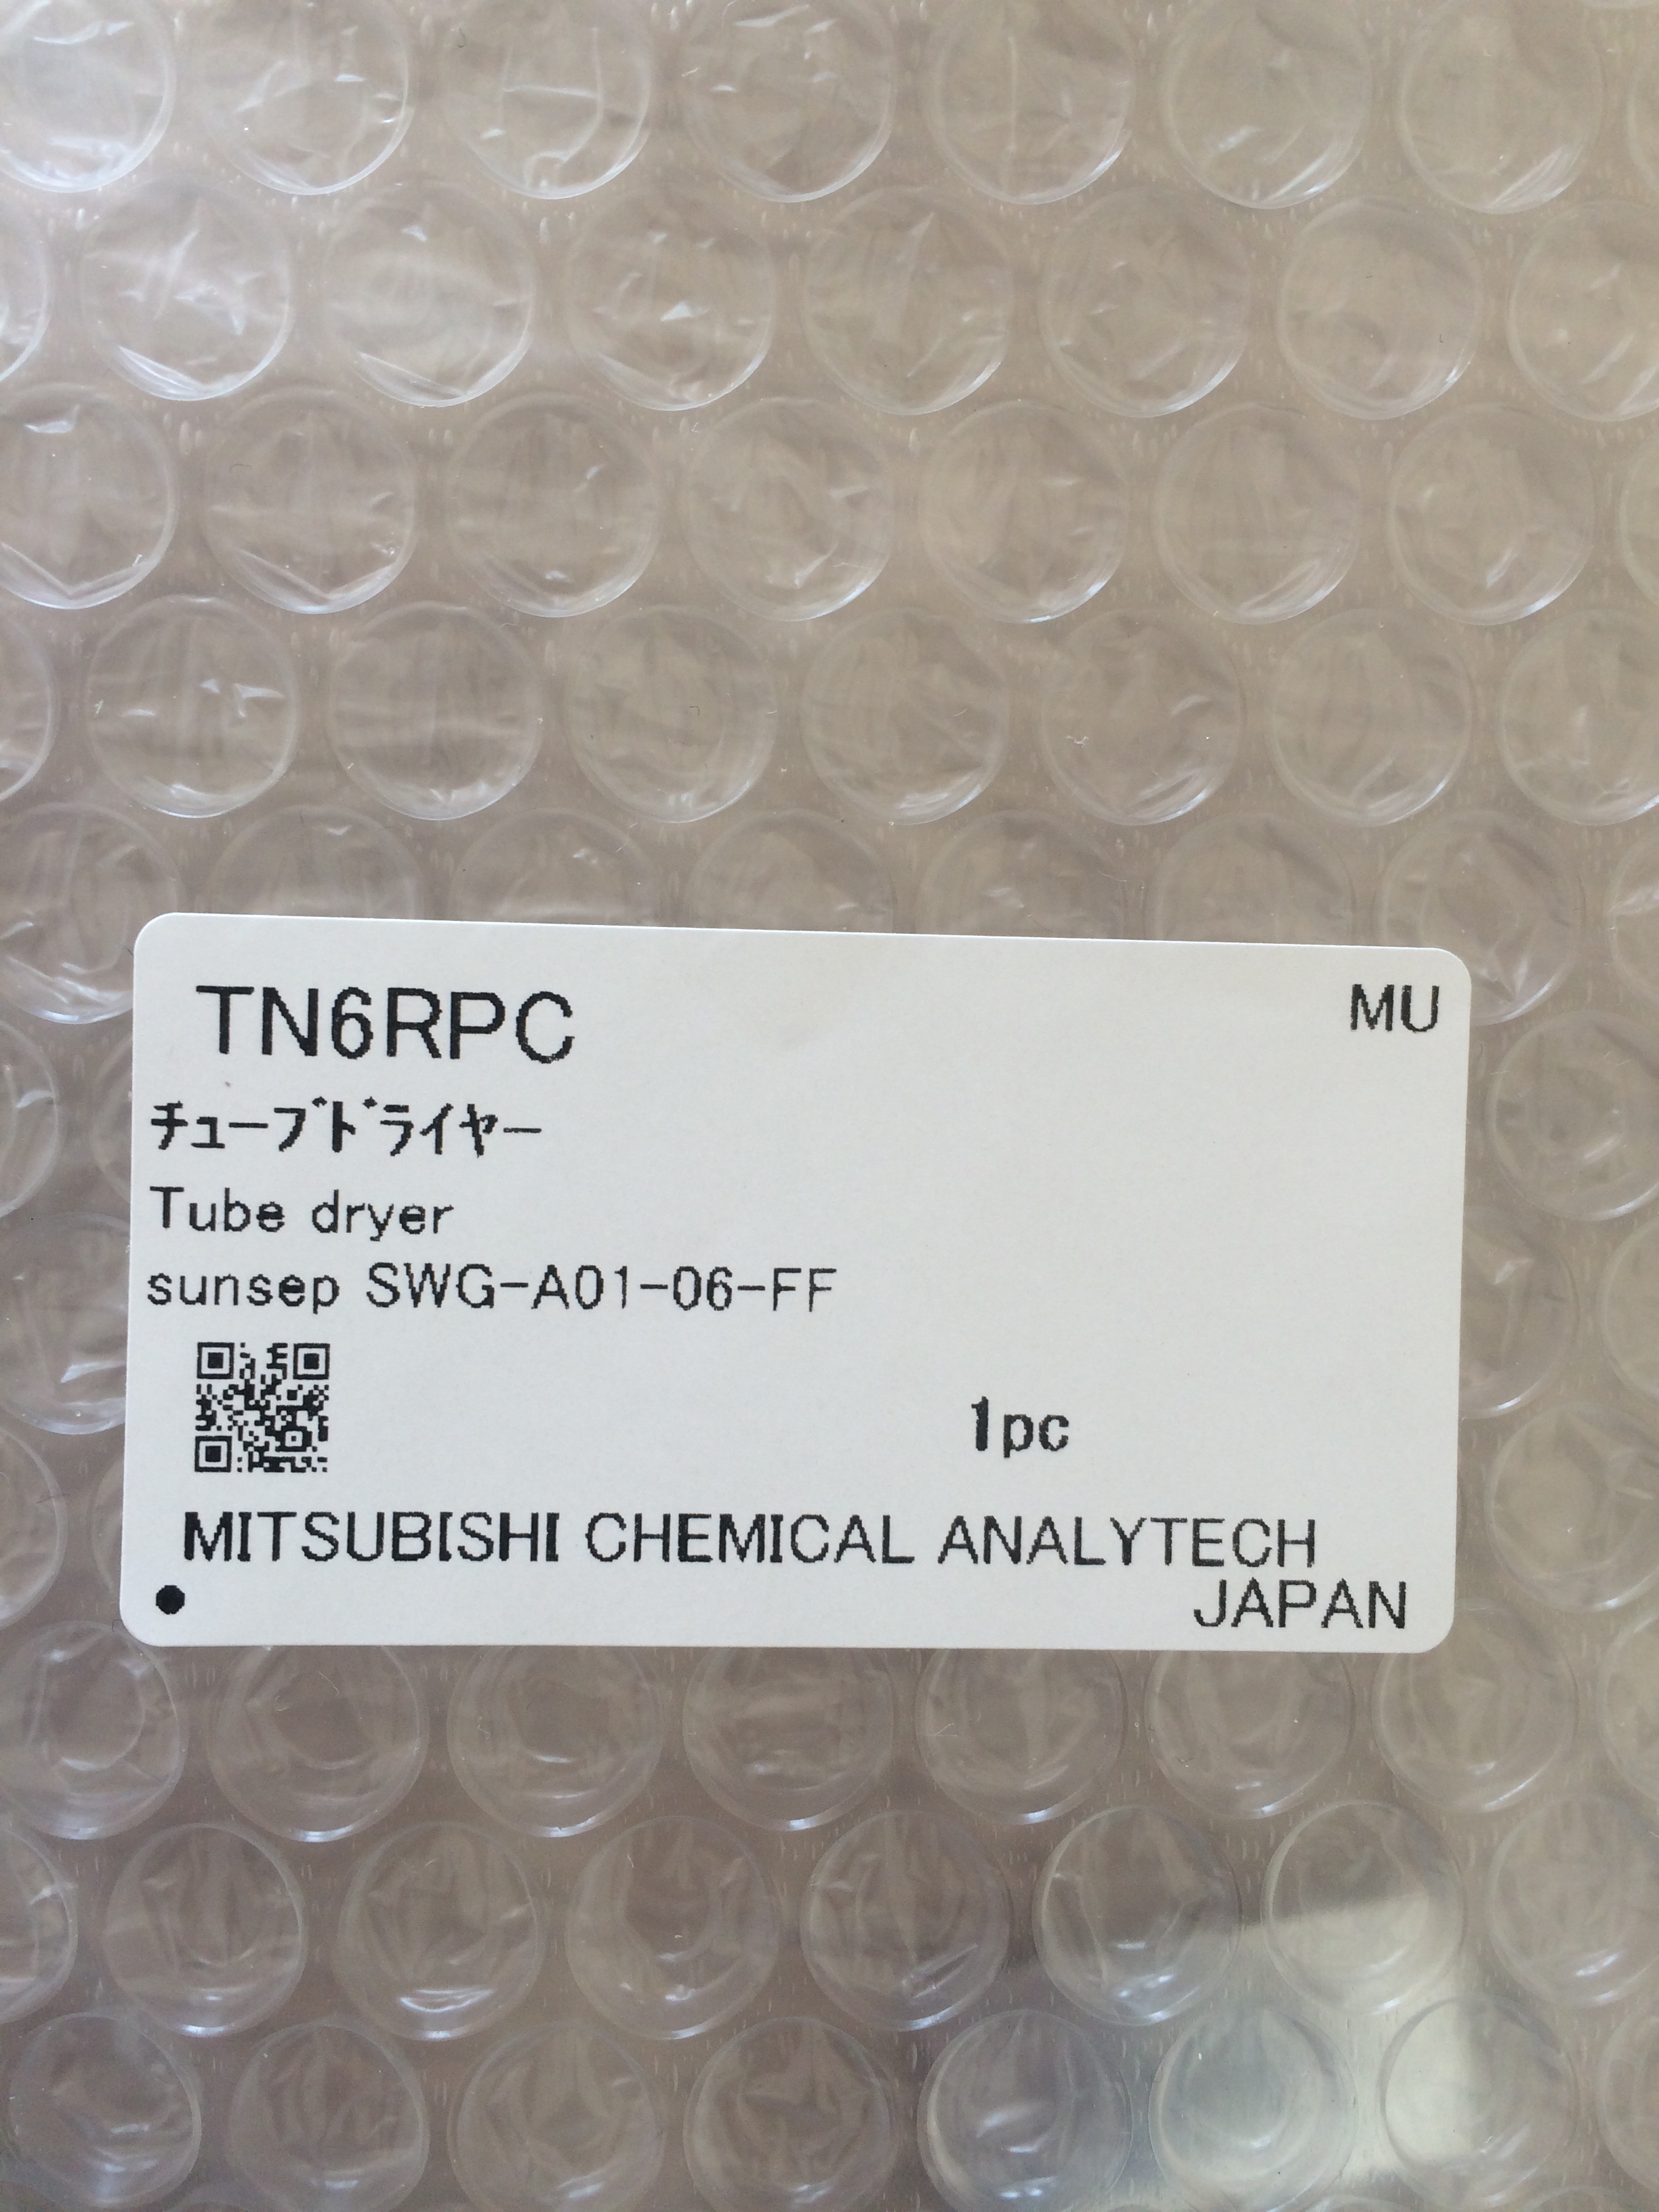 TN6RPC MU
ﾁｭｰﾌﾞﾄﾞﾗｲﾔｰ
Tube dryer
sunsep SWG-A01-06-FF
1pc
MITSUBISHI CHEMICAL ANALYTECH
JAPAN